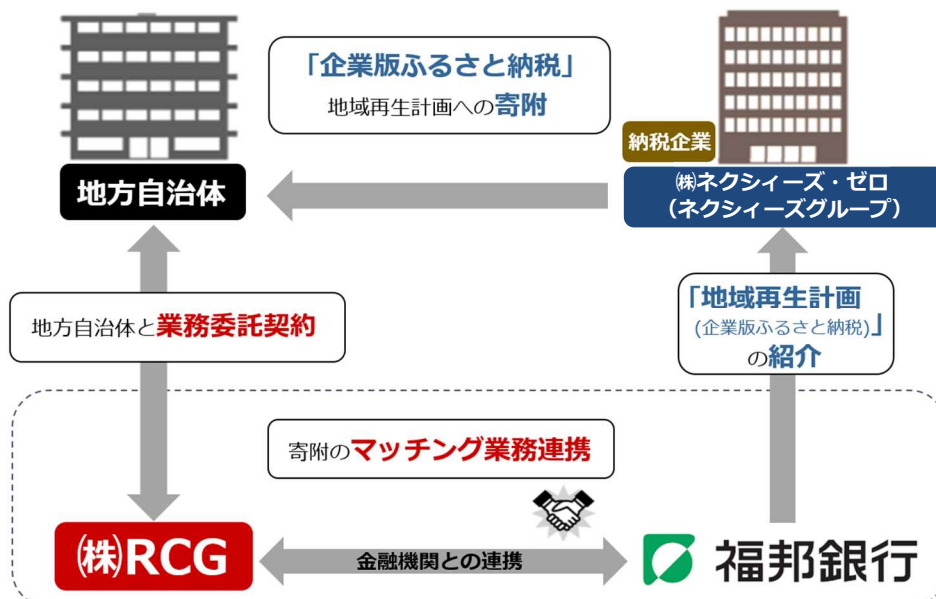 「企業版ふるさと納税」
地域再生計画への寄附
納税企業
地方自治体
㈱ネクシィーズ・ゼロ
（ネクシィーズグループ）
地方自治体と業務委託契約
「地域再生計画
(企業版ふるさと納税)」
の紹介
寄附のマッチング業務連携
㈱RCG
金融機関との連携
福邦銀行